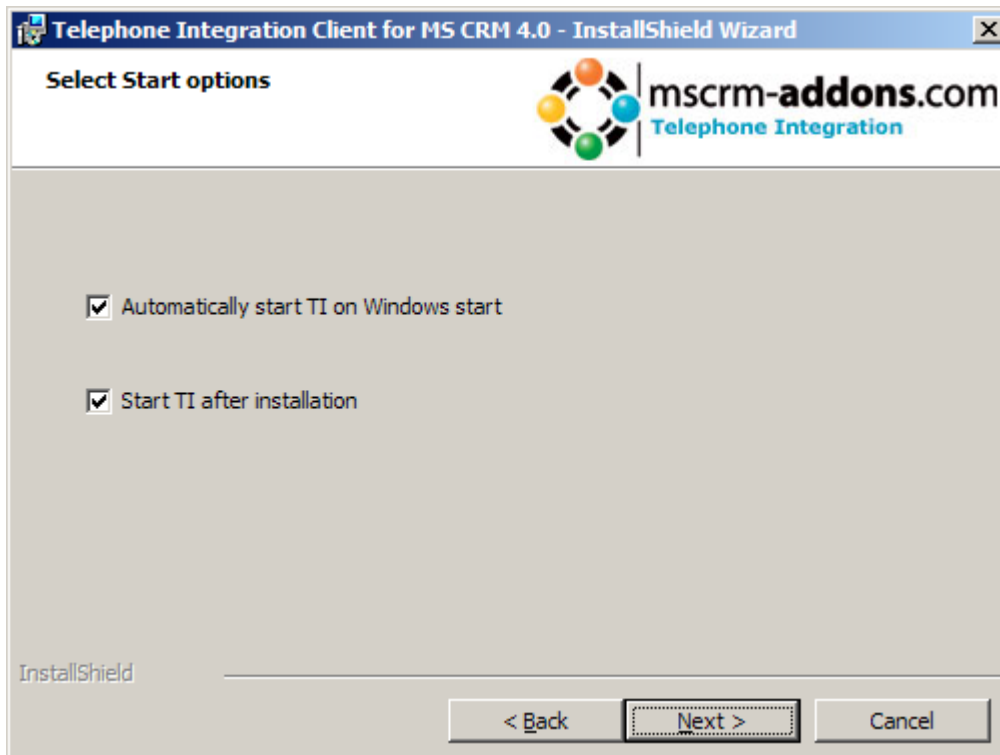 Telephone Integration Client for MS CRM 4.0 - InstallShield Wizard
Select Start options
mscrm-addons.com
Telephone Integration
Automatically start TI on Windows start
Start TI after installation
InstallShield
< Back Next > Cancel